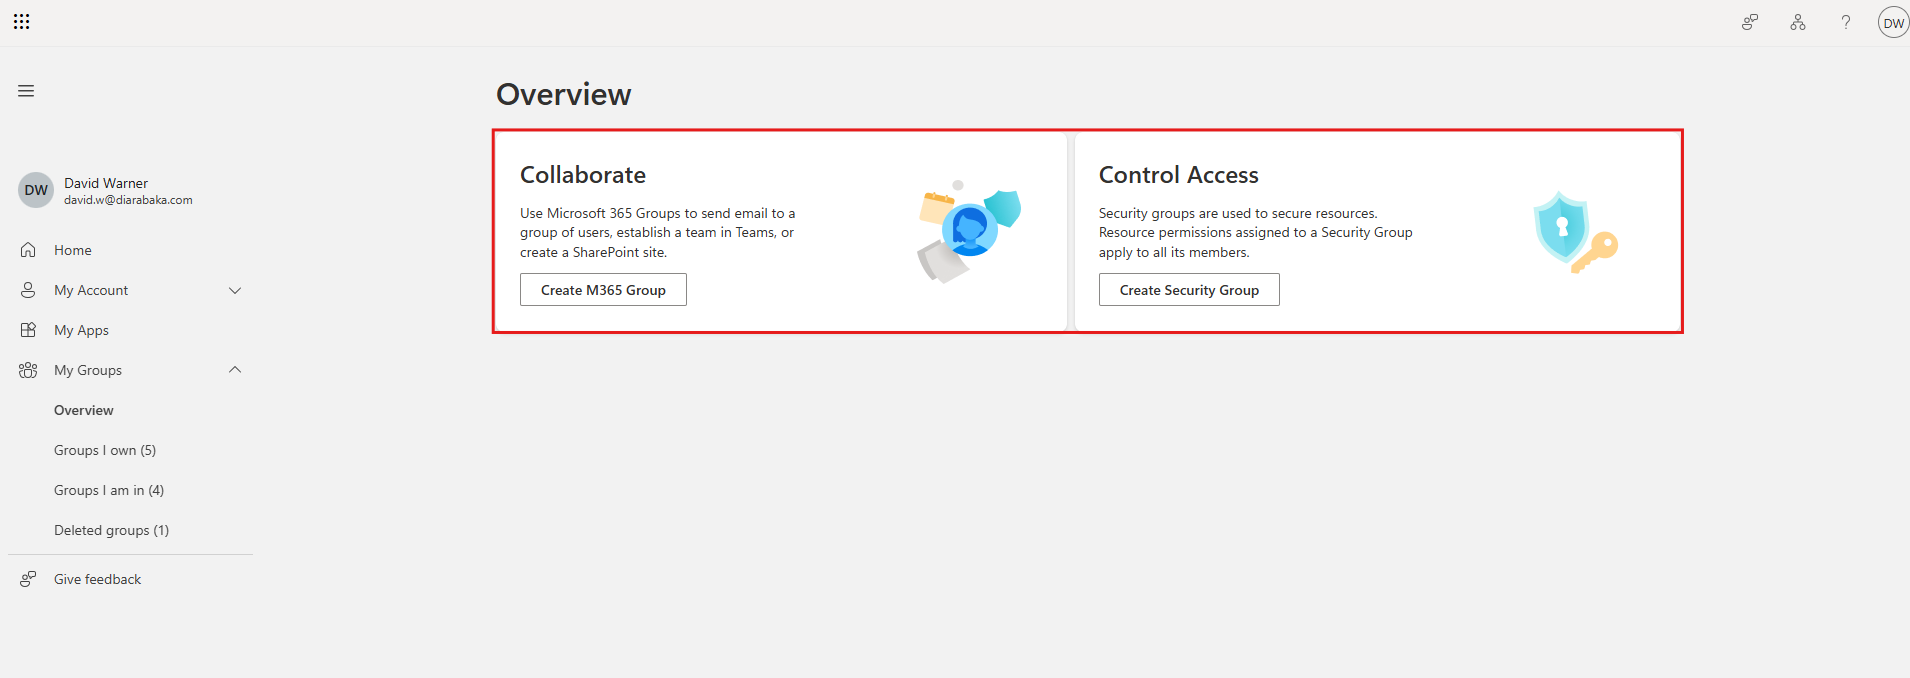 DW
Overview
DW
David Warner
david.w@diarabaka.com
Home
My Account
My Apps
My Groups
Overview
Groups I own (5)
Groups I am in (4)
Deleted groups (1)
Give feedback
Collaborate
Use Microsoft 365 Groups to send email to a
group of users, establish a team in Teams, or
create a SharePoint site.
Create M365 Group
Control Access
Security groups are used to secure resources.
Resource permissions assigned to a Security Group
apply to all its members.
Create Security Group